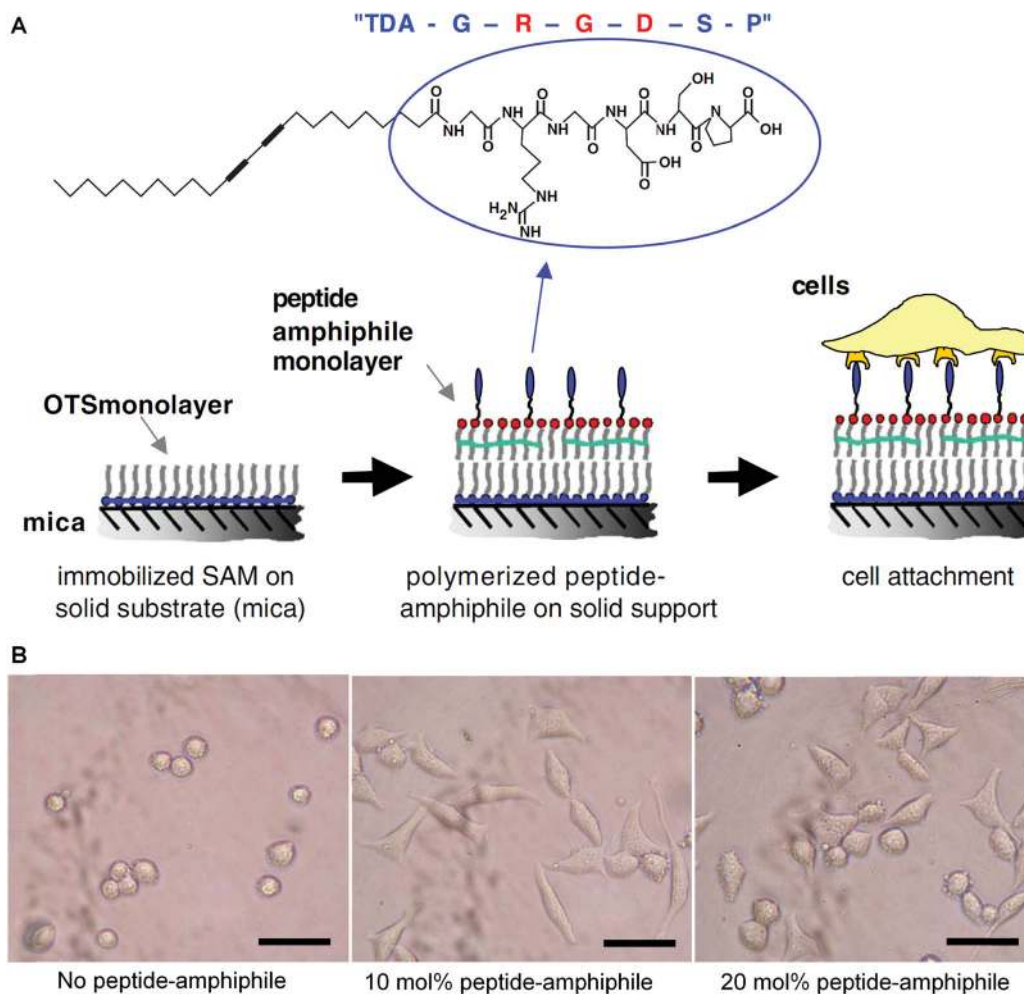 A
"TDA - G – R – G – D – S - P"
O
NH
O
H
N
O
NH
O
H
N
O
NH
O
H
N
OH
O
N
O
OH
OH
O
NH
H2N
NH
peptide
amphiphile
monolayer
cells
OTSmonolayer
mica
immobilized SAM on
solid substrate (mica)
polymerized peptide-
amphiphile on solid support
cell attachment
B
No peptide-amphiphile
10 mol% peptide-amphiphile
20 mol% peptide-amphiphile